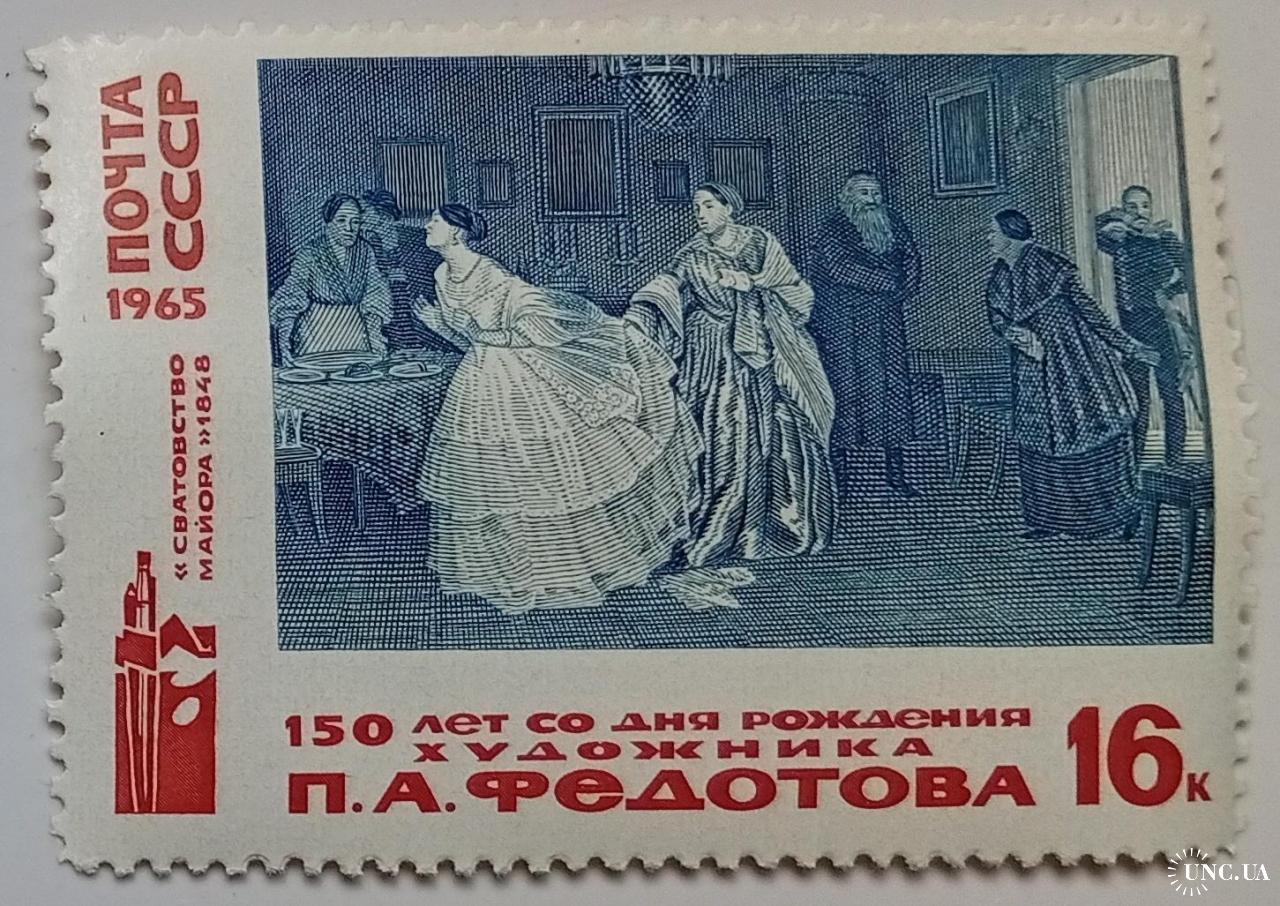 ПОЧТА
СССР
1965
«СВАТОВСТВО
МАЙОРА»1848
150 лет со дня рождения
художника
П.А.Федотова
16к
UNC.UA